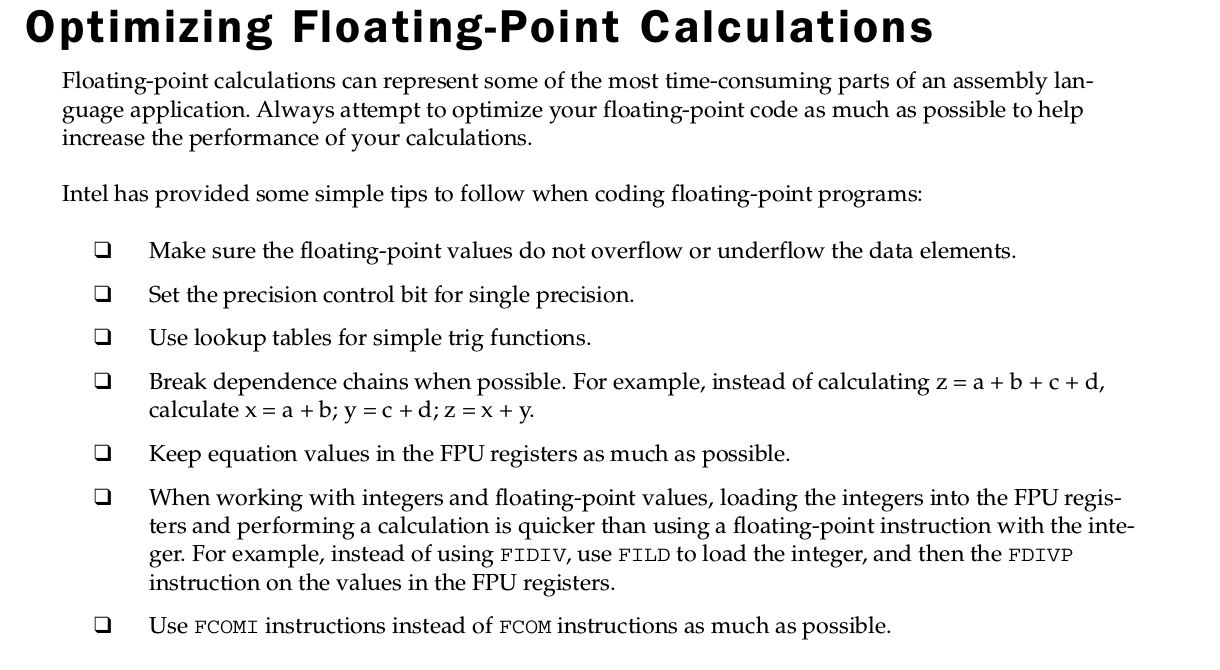 Optimizing Floating-Point Calculations
Floating-point calculations can represent some of the most time-consuming parts of an assembly lan-
guage application. Always attempt to optimize your floating-point code as much as possible to help
increase the performance of your calculations.
Intel has provided some simple tips to follow when coding floating-point programs:
❑ Make sure the floating-point values do not overflow or underflow the data elements.
❑ Set the precision control bit for single precision.
❑ Use lookup tables for simple trig functions.
❑ Break dependence chains when possible. For example, instead of calculating z = a + b + c + d,
calculate x = a + b; y = c + d; z = x + y.
❑ Keep equation values in the FPU registers as much as possible.
❑ When working with integers and floating-point values, loading the integers into the FPU regis-
ters and performing a calculation is quicker than using a floating-point instruction with the inte-
ger. For example, instead of using FIDIV, use FILD to load the integer, and then the FDIVP
instruction on the values in the FPU registers.
❑ Use FCOMI instructions instead of FCOM instructions as much as possible.